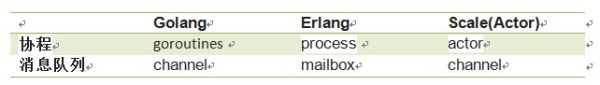 Golang Erlang Scale(Actor)
协程 goroutines process actor
消息队列 channel mailbox channel